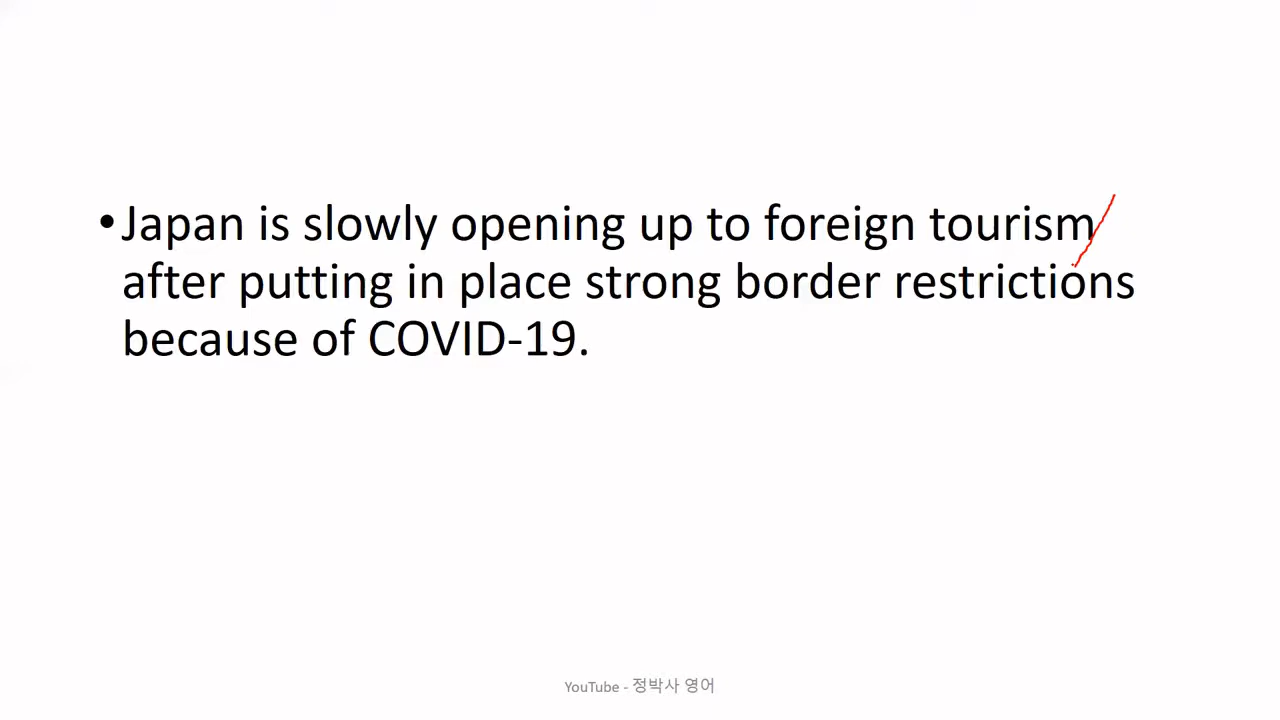 •Japan is slowly opening up to foreign tourism
after putting in place strong border restrictions
because of COVID-19.
YouTube - 정박사 영어